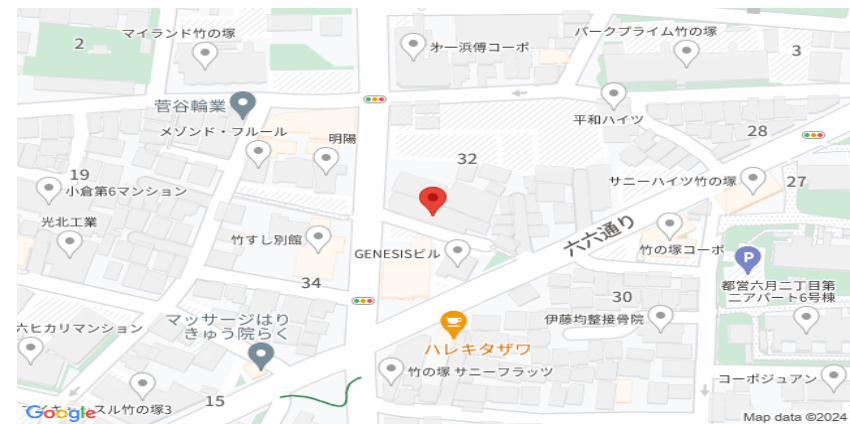 マイランド竹の塚
2
パークプライム竹の塚
3
菅谷輪業
メゾンド・フルール
明陽
平和ハイツ
28
32
19
小倉第6マンション
サニーハイツ竹の塚
27
光北工業
竹すし別館
GENESISビル
六六通り
竹の塚コーポ
P
34
都営六月二丁目第
二アパート6号棟
30
マッサージはり
きゅう院らく
六ヒカリマンション
伊藤均整接骨院
ハレキタザワ
竹の塚 サニーフラッツ
コーポジュアン
スル竹の塚3
15
Google
Map data ©2024